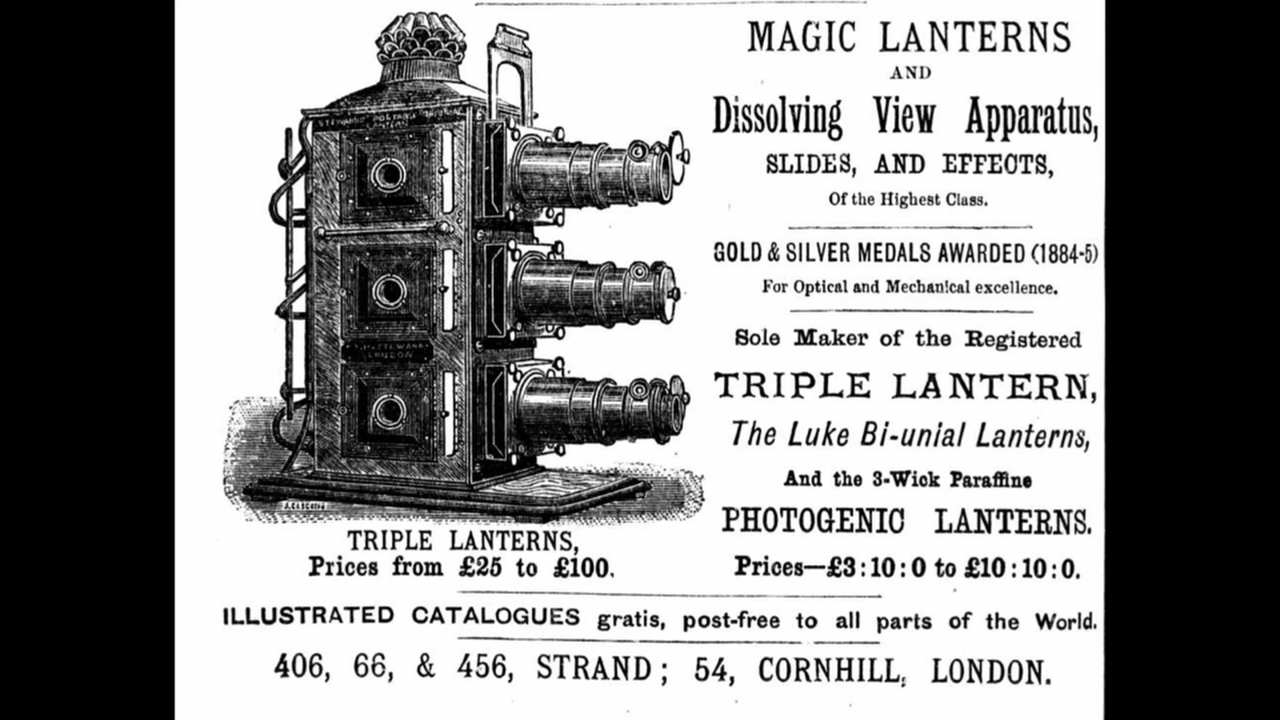 MAGIC LANTERNS
AND
Dissolving View Apparatus,
SLIDES, AND EFFECTS,
Of the Highest Class.
GOLD & SILVER MEDALS AWARDED (1884-5)
For Optical and Mechanical excellence.
Sole Maker of the Registered
TRIPLE LANTERN,
The Luke Bi-unial Lanterns,
And the 3-Wick Paraffine
PHOTOGENIC LANTERNS.
Prices—£3:10:0 to £10:10:0.
LONDON
TRIPLE LANTERNS,
Prices from £25 to £100.
ILLUSTRATED CATALOGUES gratis, post-free to all parts of the World.
406, 66, & 456, STRAND; 54, CORNHILL, LONDON.